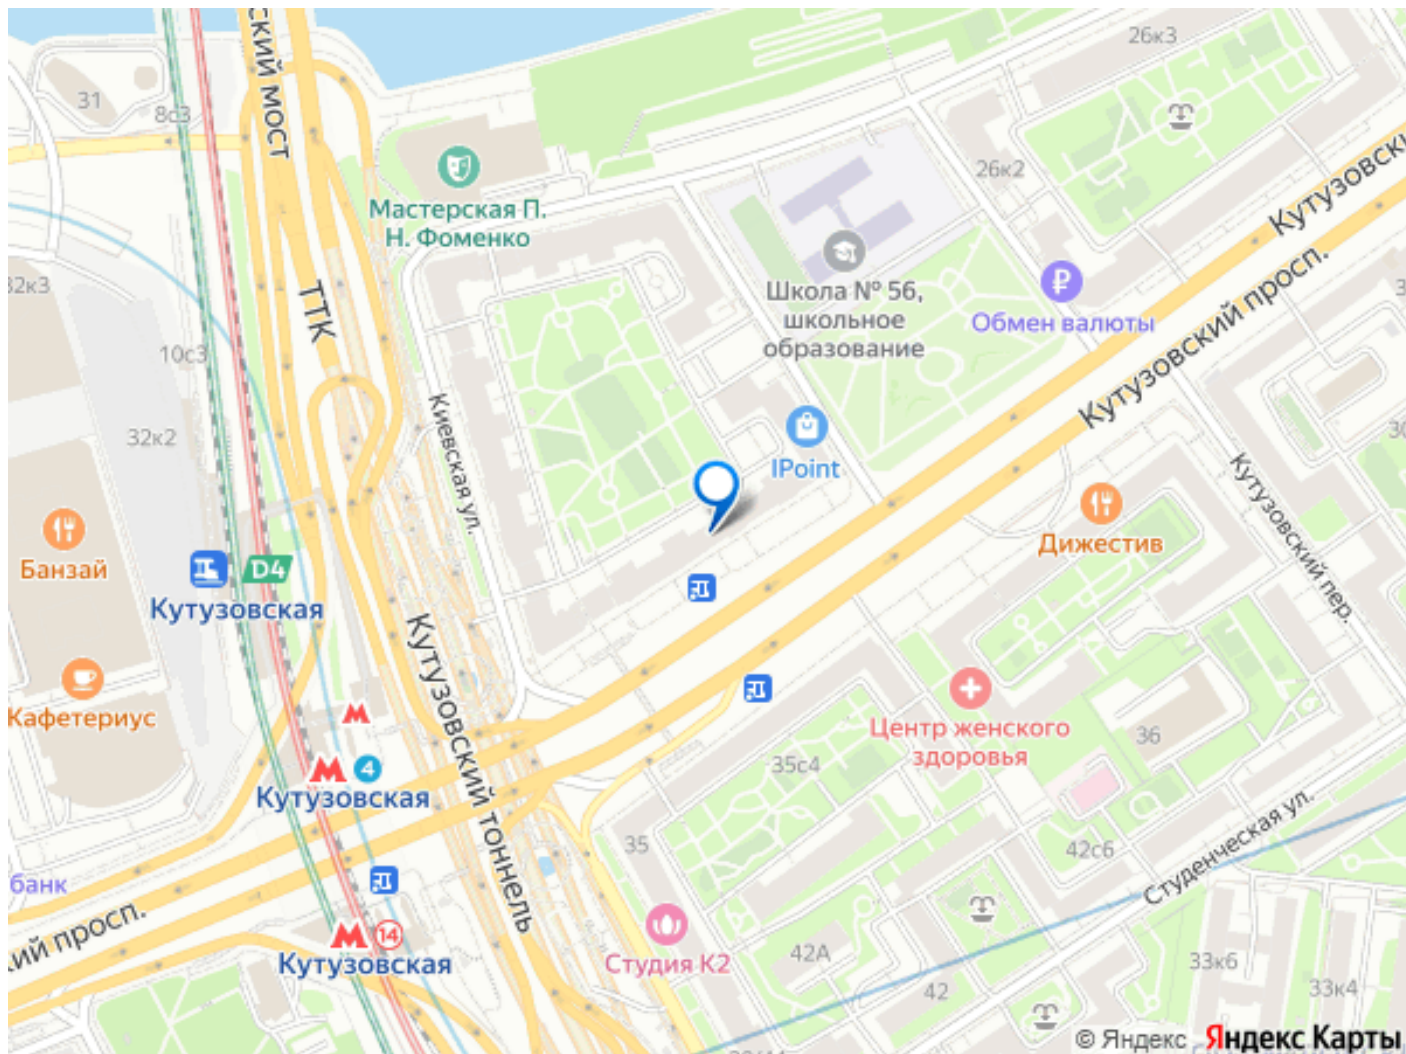 ский мост
31
8с3
26к3
26к2
Мастерская П.
Н. Фоменко
Кутузовски
Кутузовский просп.
32к3
ТТК
Школа № 56,
школьное
образование
Обмен валюты
10с3
32к2
Киевская ул.
IPoint
Кутузовский пер.
Банзай
D4
Кутузовская
Дижестив
Кутузовский тоннель
Кафетериус
Центр женского
здоровья
36
4
Кутузовская
35с4
35
42с6
Студенческая ул.
банк
кий просп.
14
Кутузовская
Студия К2
42А
42
33к6
33к4
© Яндекс
Яндекс Карты